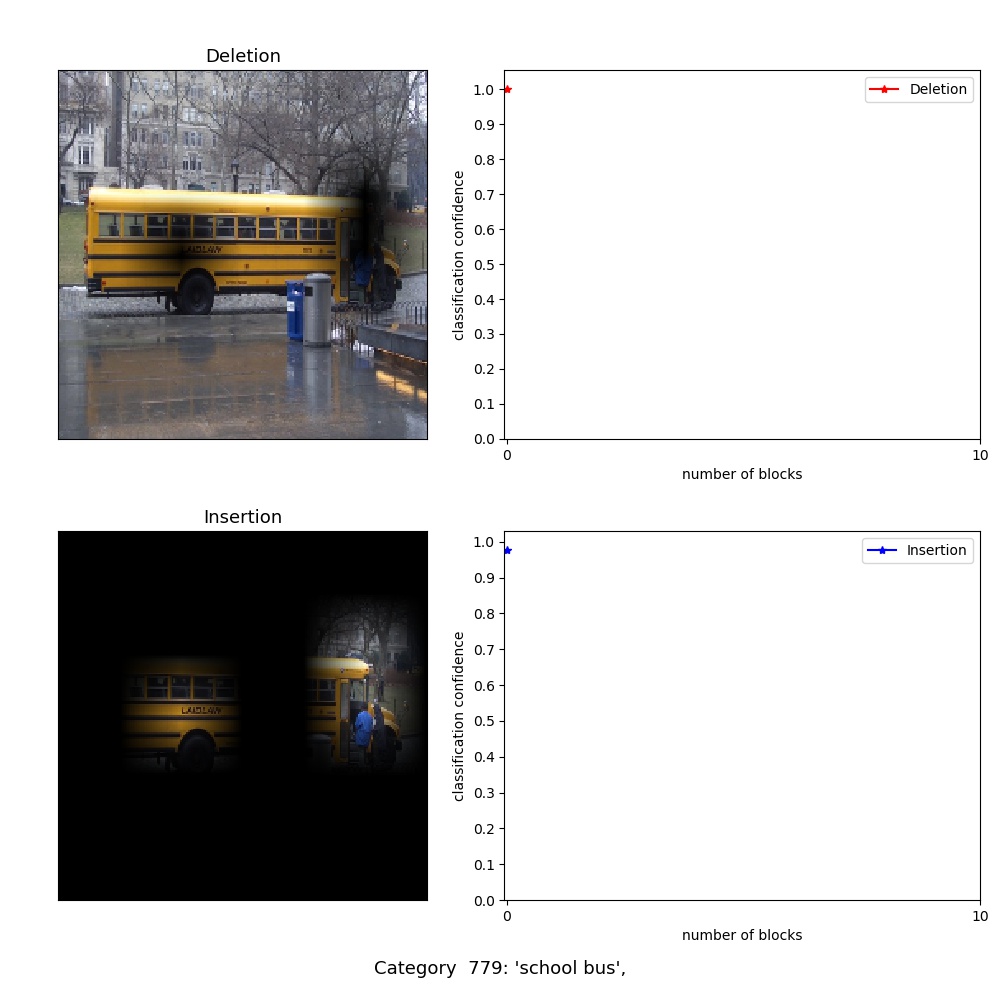 Deletion
Deletion
classification confidence
1.0
0.9
0.8
0.7
0.6
0.5
0.4
0.3
0.2
0.1
0.0
0
10
number of blocks
LAIDLAW
Insertion
Insertion
classification confidence
1.0
0.9
0.8
0.7
0.6
0.5
0.4
0.3
0.2
0.1
0.0
0
10
number of blocks
LAIDLAW
Category  779: 'school bus',